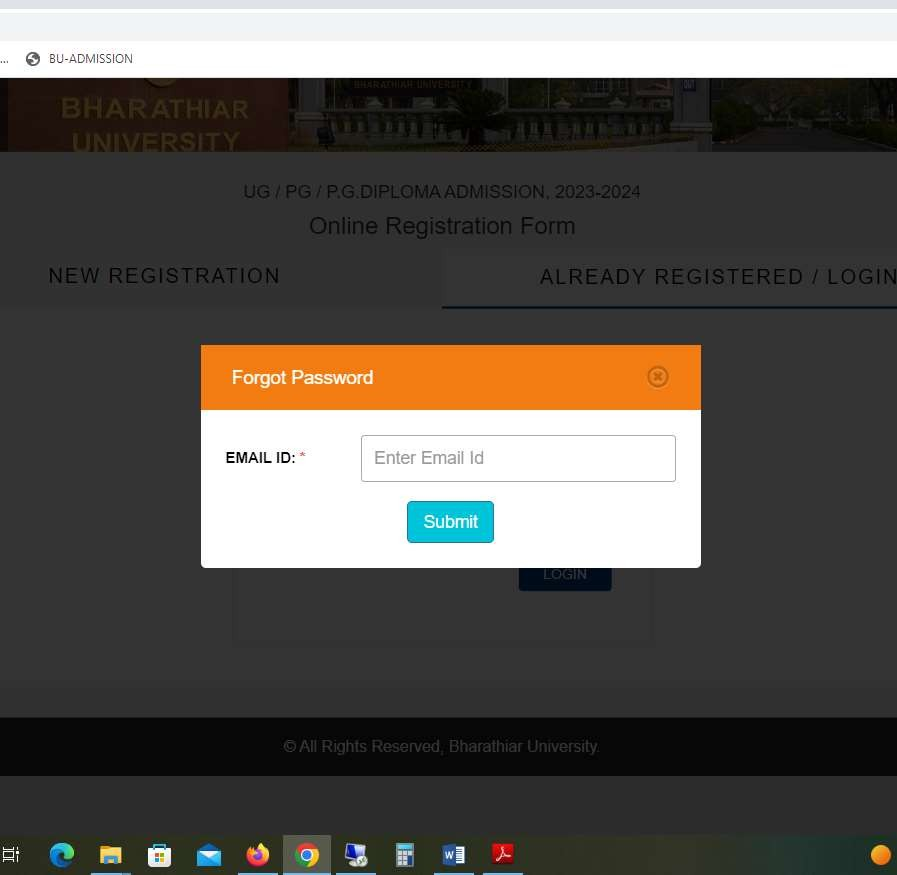 ... BU-ADMISSION
BHARATHIAR UNIVERSITY
BHARATHIAR
UNIVERSITY
UG / PG / P.G.DIPLOMA ADMISSION, 2023-2024
Online Registration Form
NEW REGISTRATION
ALREADY REGISTERED / LOGIN
Forgot Password
EMAIL ID: *
Enter Email Id
Submit
LOGIN
© All Rights Reserved, Bharathiar University.